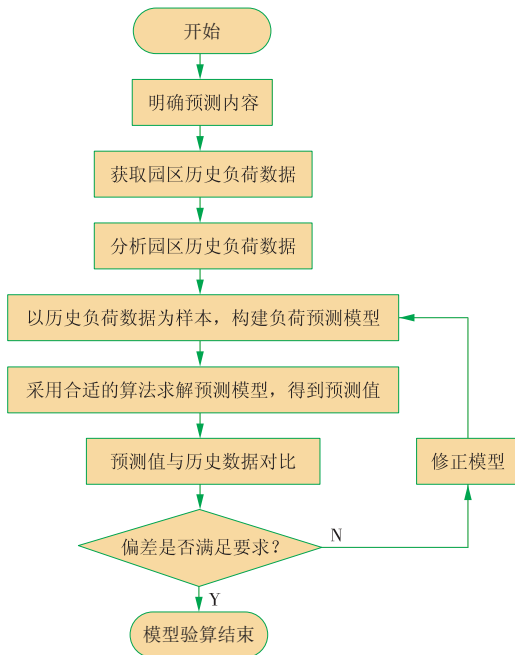 开始
明确预测内容
获取园区历史负荷数据
分析园区历史负荷数据
以历史负荷数据为样本，构建负荷预测模型
采用合适的算法求解预测模型，得到预测值
预测值与历史数据对比
修正模型
偏差是否满足要求？
N
Y
模型验算结束